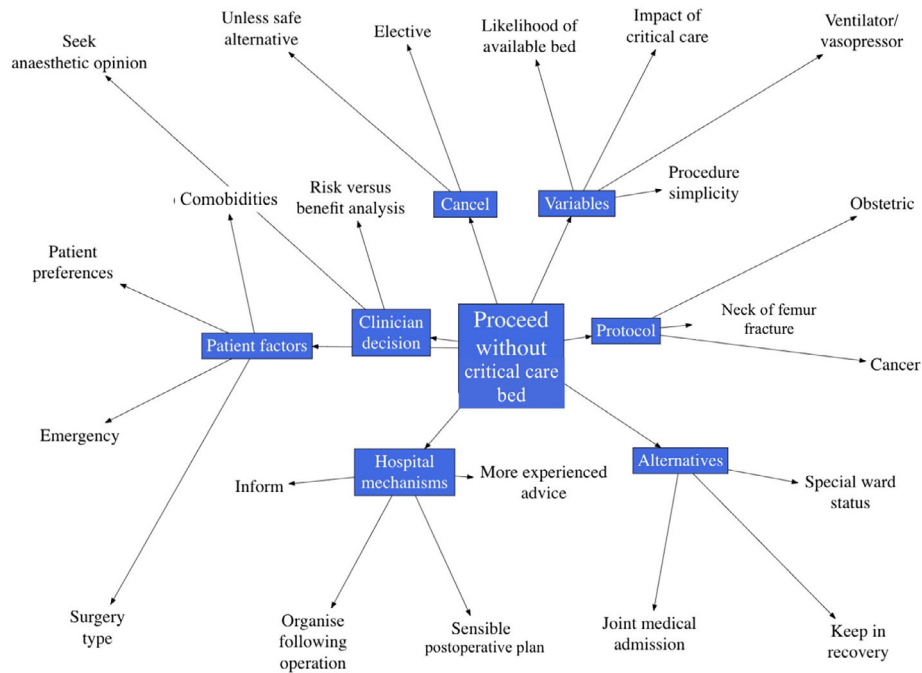 Unless safe
alternative
Elective
Likelihood of
available bed
Impact of
critical care
Ventilator/
vasopressor
Seek
anaesthetic opinion
Comobidities
Risk versus
benefit analysis
Cancel
Variables
Procedure
simplicity
Obstetric
Patient
preferences
Patient factors
Clinician
decision
Proceed
without
critical care
bed
Protocol
Neck of femur
fracture
Cancer
Emergency
Inform
Hospital
mechanisms
More experienced
advice
Alternatives
Special ward
status
Surgery
type
Organise
following
operation
Sensible
postoperative plan
Joint medical
admission
Keep in
recovery